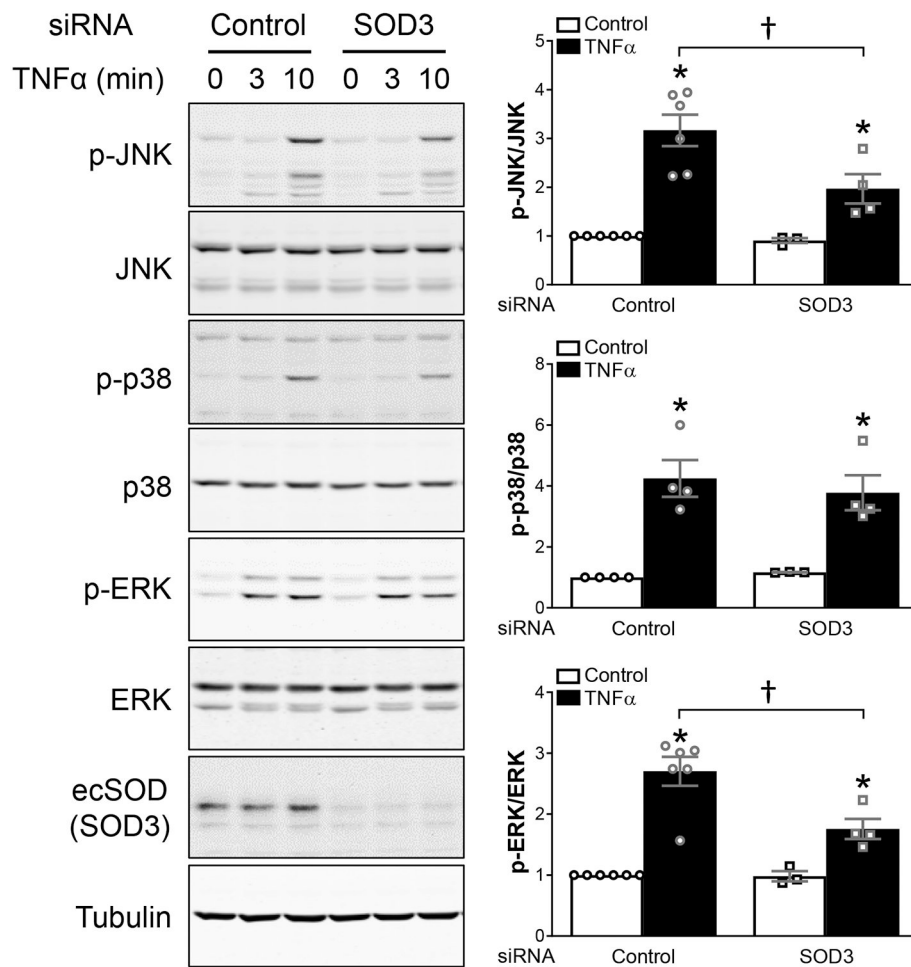 siRNA Control SOD3
TNFα (min) 0 3 10 0 3 10
p-JNK
JNK
p-p38
p38
p-ERK
ERK
ecSOD
(SOD3)
Tubulin
Control
TNFα
†
5
4
3
2
1
0
p-JNK/JNK
*
*
siRNA Control SOD3
Control
TNFα
8
6
4
2
0
p-p38/p38
*
*
siRNA Control SOD3
Control
TNFα
†
4
3
2
1
0
p-ERK/ERK
*
*
siRNA Control SOD3